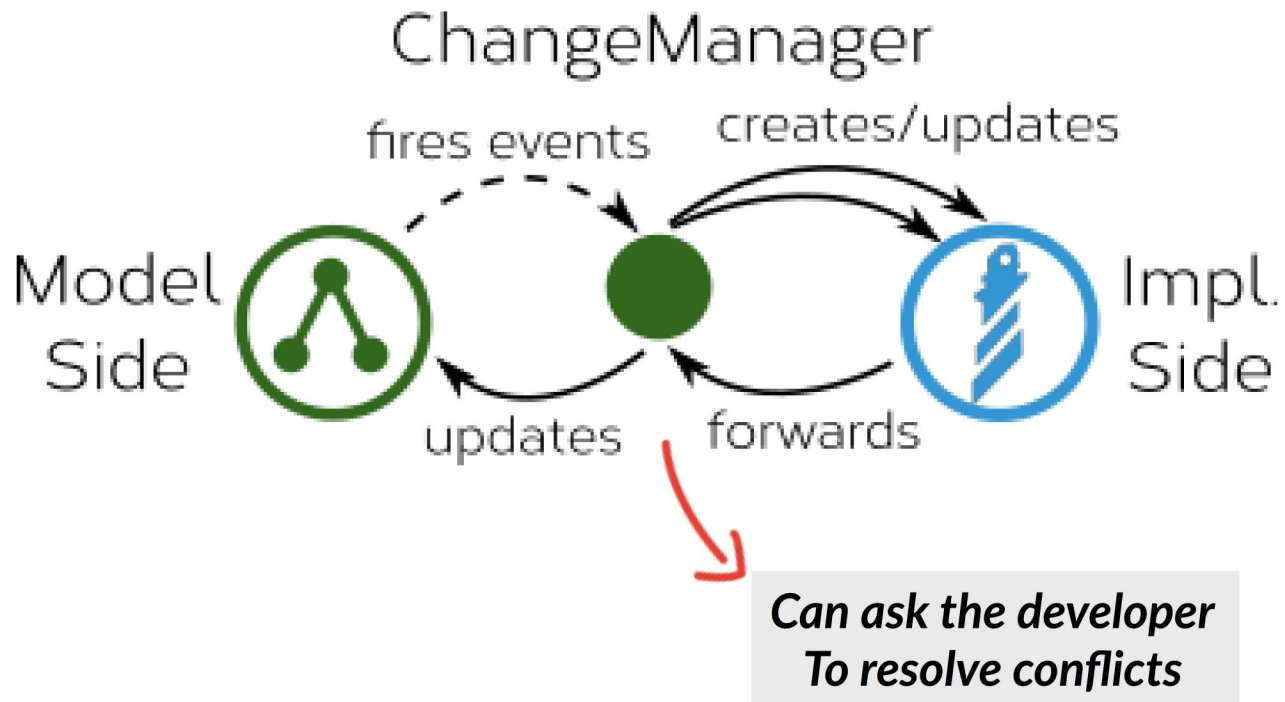 ChangeManager
fires events
creates/updates
Model
Side
Impl.
Side
updates
forwards
Can ask the developer
To resolve conflicts